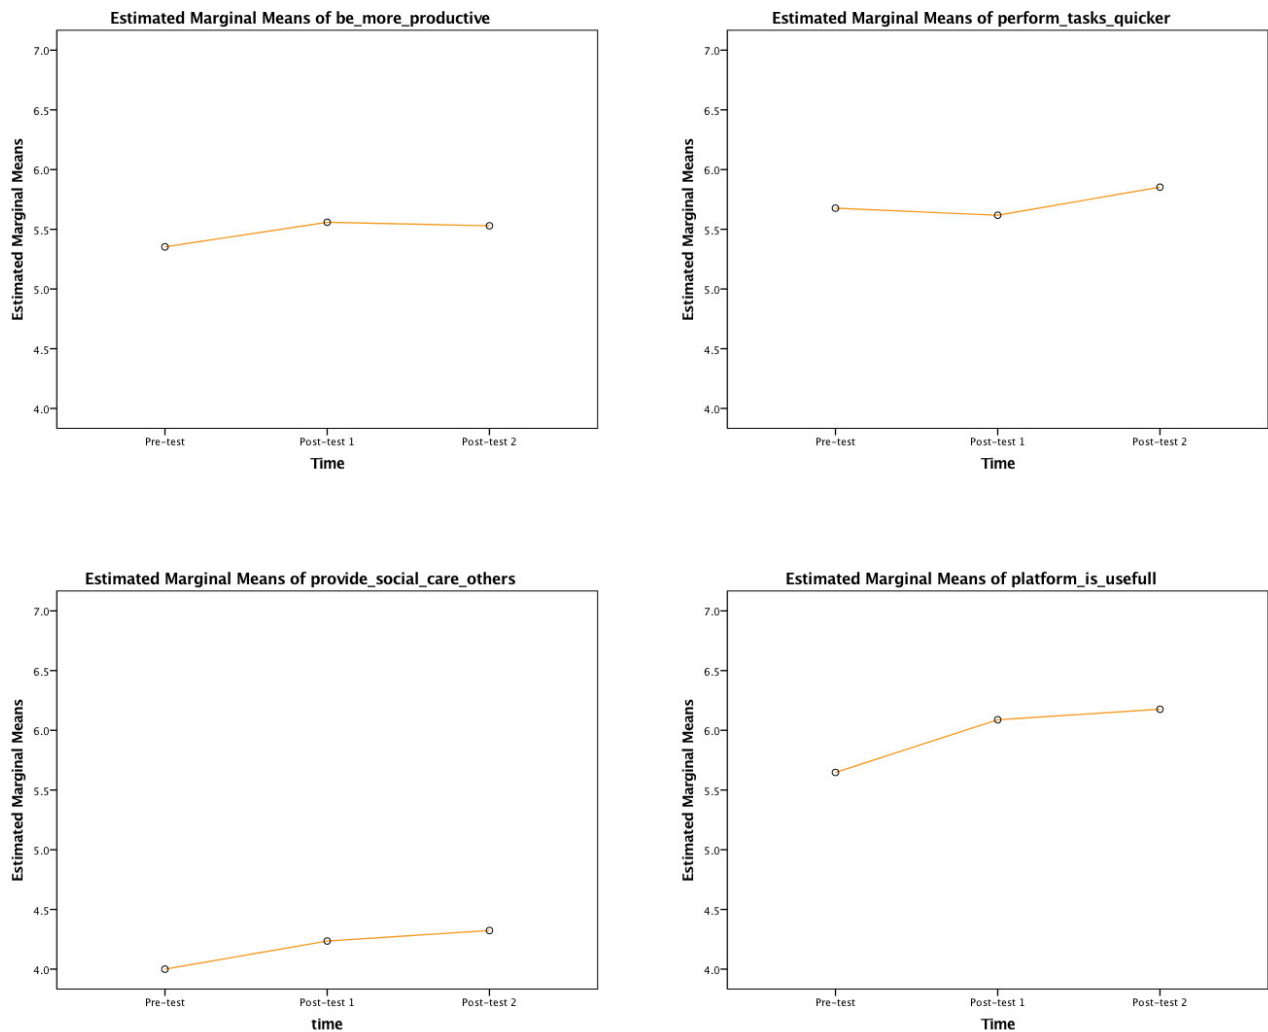 Estimated Marginal Means of be_more_productive
Estimated Marginal Means
7.0
6.5
6.0
5.5
5.0
4.5
4.0
Pre-test Post-test 1 Post-test 2
Time
Estimated Marginal Means of perform_tasks_quicker
Estimated Marginal Means
7.0
6.5
6.0
5.5
5.0
4.5
4.0
Pre-test Post-test 1 Post-test 2
Time
Estimated Marginal Means of provide_social_care_others
Estimated Marginal Means
7.0
6.5
6.0
5.5
5.0
4.5
4.0
Pre-test Post-test 1 Post-test 2
time
Estimated Marginal Means of platform_is_usefull
Estimated Marginal Means
7.0
6.5
6.0
5.5
5.0
4.5
4.0
Pre-test Post-test 1 Post-test 2
Time